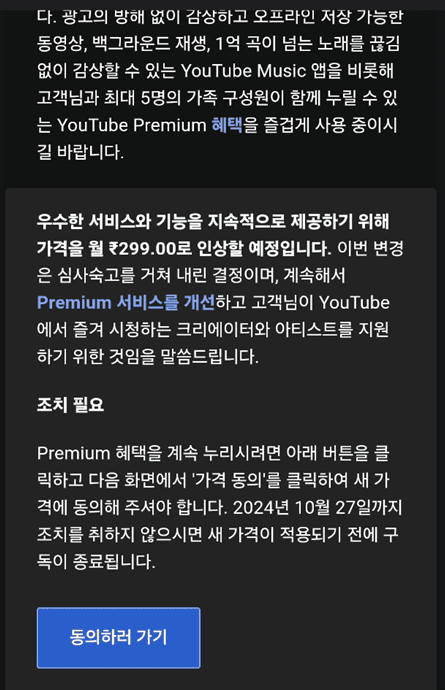 다. 광고의 방해 없이 감상하고 오프라인 저장 가능한
동영상, 백그라운드 재생, 1억 곡이 넘는 노래를 끊김
없이 감상할 수 있는 YouTube Music 앱을 비롯해
고객님과 최대 5명의 가족 구성원이 함께 누릴 수 있
는 YouTube Premium 혜택을 즐겁게 사용 중이시
길 바랍니다.
우수한 서비스와 기능을 지속적으로 제공하기 위해
가격을 월 ₹299.00로 인상할 예정입니다. 이번 변경
은 심사숙고를 거쳐 내린 결정이며, 계속해서
Premium 서비스를 개선하고 고객님이 YouTube
에서 즐겨 시청하는 크리에이터와 아티스트를 지원
하기 위한 것임을 말씀드립니다.
조치 필요
Premium 혜택을 계속 누리시려면 아래 버튼을 클
릭하고 다음 화면에서 '가격 동의'를 클릭하여 새 가
격에 동의해 주셔야 합니다. 2024년 10월 27일까지
조치를 취하지 않으시면 새 가격이 적용되기 전에 구
독이 종료됩니다.
동의하러 가기